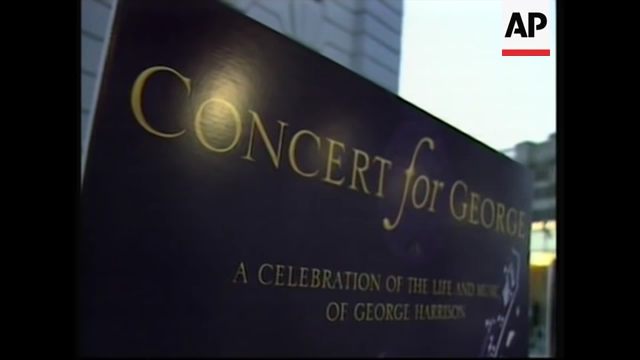 AP
CONCERT for GEORGE
A CELEBRATION OF THE LIFE AND MUSIC
OF GEORGE HARRISON